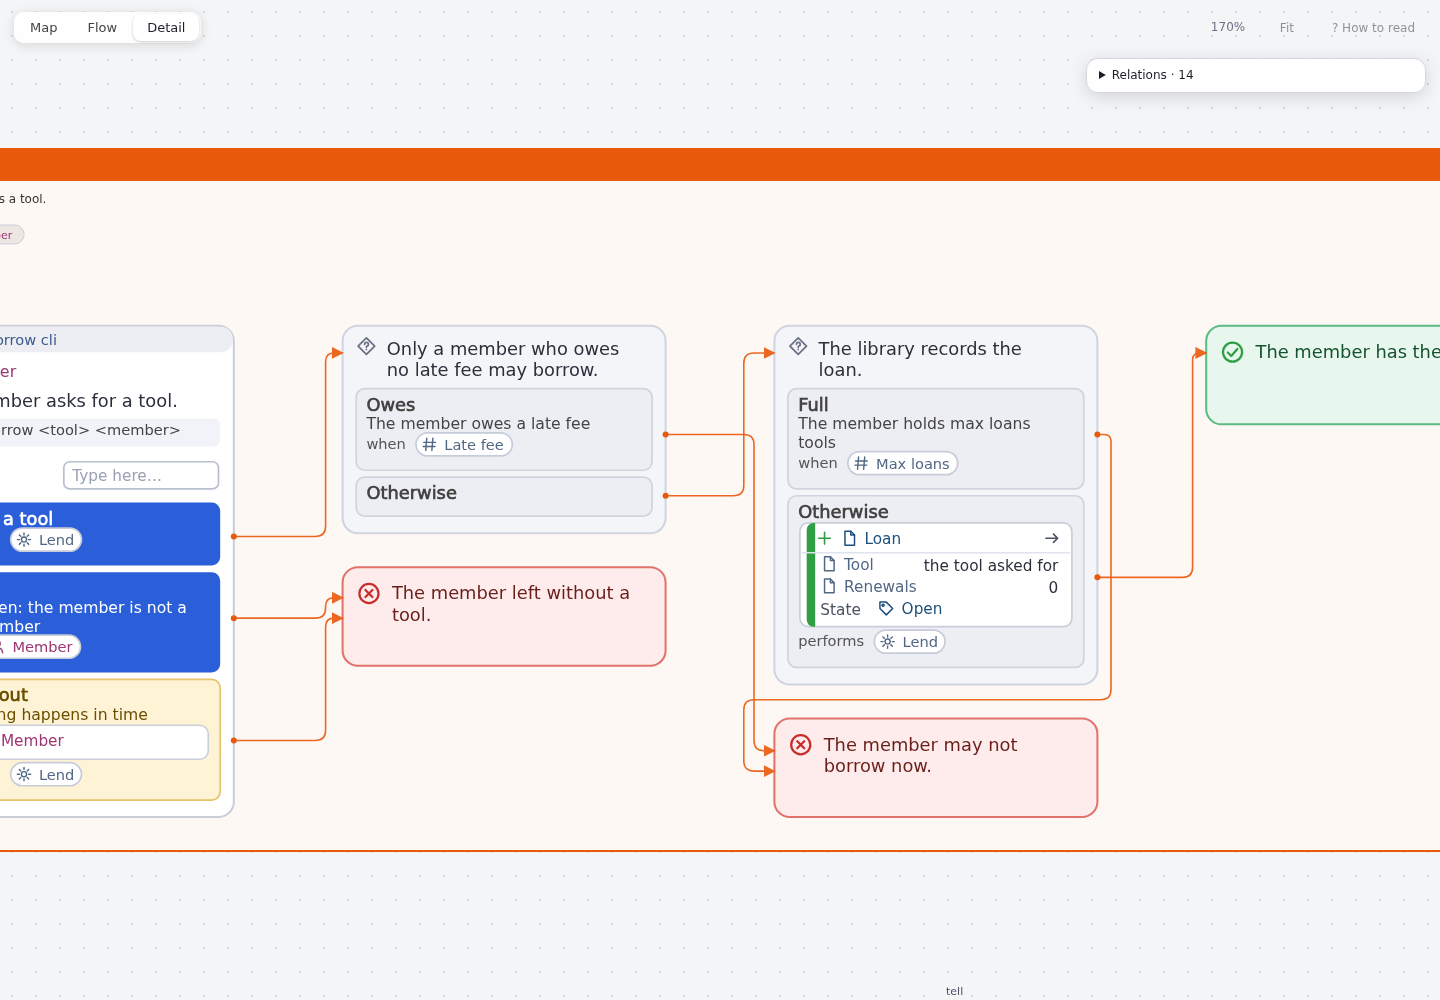 Map Flow Detail
170% Fit ? How to read
Relations · 14
s a tool.
er
orrow cli
er
mber asks for a tool.
rrow <tool> <member>
Type here...
a tool
Lend
en: the member is not a
mber
Member
out
ng happens in time
Member
Lend
Only a member who owes
no late fee may borrow.
Owes
The member owes a late fee
when # Late fee
Otherwise
The member left without a
tool.
The library records the
loan.
Full
The member holds max loans
tools
when # Max loans
Otherwise
+ Loan →
Tool the tool asked for
Renewals 0
State Open
performs Lend
The member may not
borrow now.
The member has the
tell